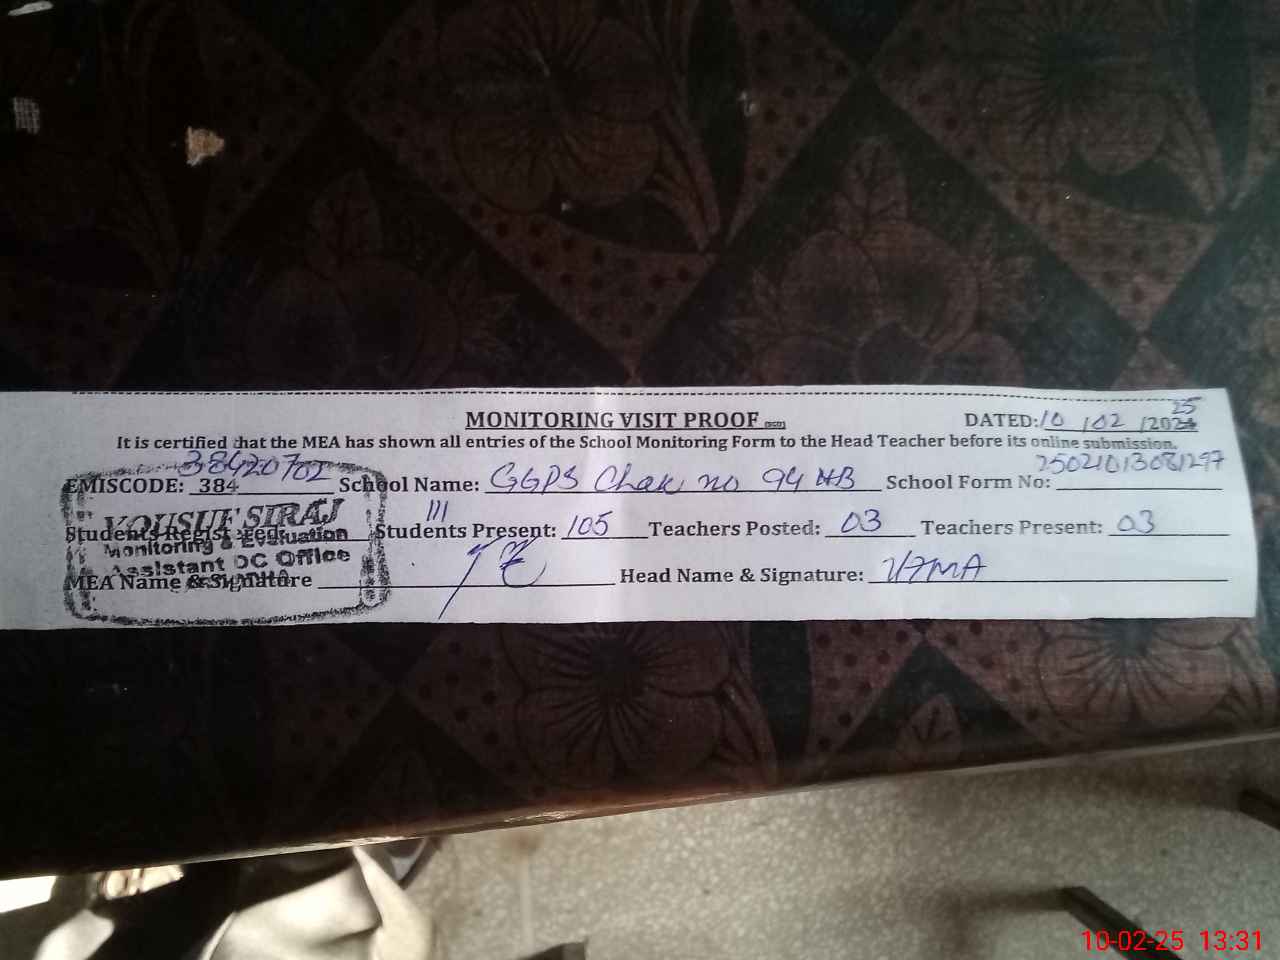 MONITORING VISIT PROOF
DATED: 10 / 02 / 2025
It is certified that the MEA has shown all entries of the School Monitoring Form to the Head Teacher before its online submission.
EMISCODE: 384 38420702 School Name: GGPS Chak no 94 NB School Form No: 25021013081297
Students Registered: 111 Students Present: 105 Teachers Posted: 03 Teachers Present: 03
MEA Name & Signature Head Name & Signature: UZMA
YOUSUF SIRAJ
Monitoring & Evaluation
Assistant DC Office
10-02-25 13:31